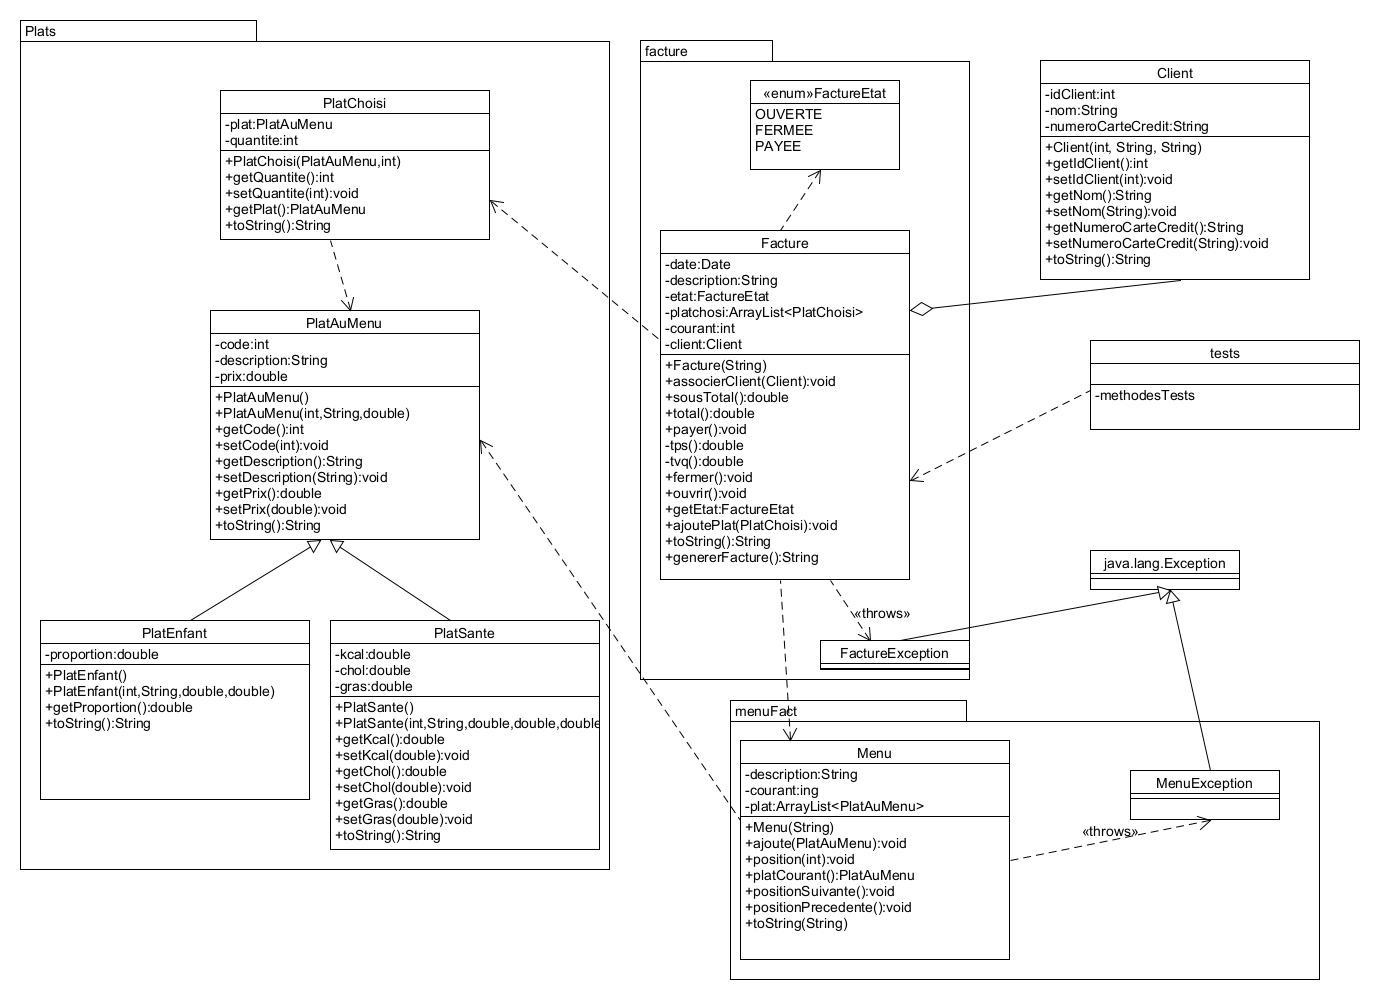 Plats
PlatChoisi
-plat:PlatAuMenu
-quantite:int
+PlatChoisi(PlatAuMenu,int)
+getQuantite():int
+setQuantite(int):void
+getPlat():PlatAuMenu
+toString():String
PlatAuMenu
-code:int
-description:String
-prix:double
+PlatAuMenu()
+PlatAuMenu(int,String,double)
+getCode():int
+setCode(int):void
+getDescription():String
+setDescription(String):void
+getPrix():double
+setPrix(double):void
+toString():String
PlatEnfant
-proportion:double
+PlatEnfant()
+PlatEnfant(int,String,double,double)
+getProportion():double
+toString():String
PlatSante
-kcal:double
-chol:double
-gras:double
+PlatSante()
+PlatSante(int,String,double,double,double
+getKcal():double
+setKcal(double):void
+getChol():double
+setChol(double):void
+getGras():double
+setGras(double):void
+toString():String
facture
«enum»FactureEtat
OUVERTE
FERMEE
PAYEE
Facture
-date:Date
-description:String
-etat:FactureEtat
-platchosi:ArrayList<PlatChoisi>
-courant:int
-client:Client
+Facture(String)
+associerClient(Client):void
+sousTotal():double
+total():double
+payer():void
-tps():double
-tvq():double
+fermer():void
+ouvrir():void
+getEtat:FactureEtat
+ajoutePlat(PlatChoisi):void
+toString():String
+genererFacture():String
«throws»
FactureException
Client
-idClient:int
-nom:String
-numeroCarteCredit:String
+Client(int, String, String)
+getIdClient():int
+setIdClient(int):void
+getNom():String
+setNom(String):void
+getNumeroCarteCredit():String
+setNumeroCarteCredit(String):void
+toString():String
tests
-methodesTests
java.lang.Exception
menuFact
Menu
-description:String
-courant:ing
-plat:ArrayList<PlatAuMenu>
+Menu(String)
+ajoute(PlatAuMenu):void
+position(int):void
+platCourant():PlatAuMenu
+positionSuivante():void
+positionPrecedente():void
+toString(String)
MenuException
«throws»